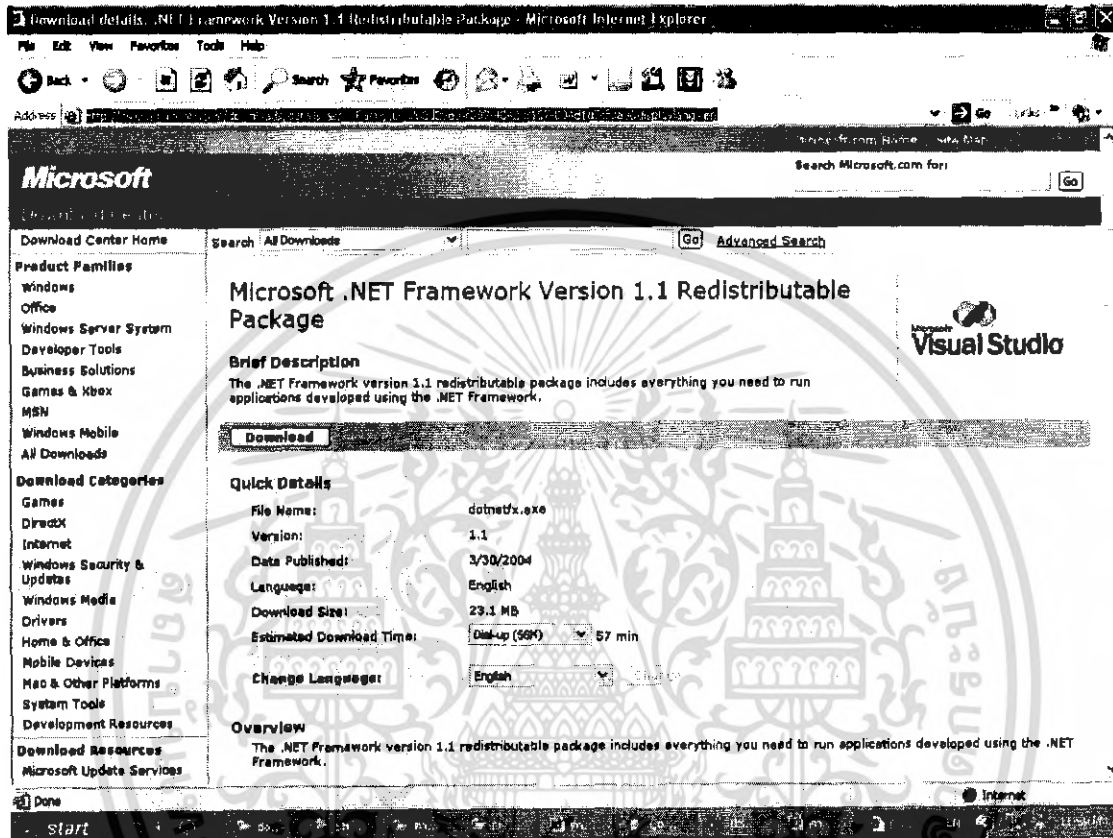 Download details: .NET Framework Version 1.1 Redistributable Package - Microsoft Internet Explorer
File Edit View Favorites Tools Help
Back Search Favorites
Address Go Links
Microsoft.com Home Site Map
Microsoft
Search Microsoft.com for:
Go
Download Center
Download Center Home
Search All Downloads Go Advanced Search
Product Families
Windows
Office
Windows Server System
Developer Tools
Business Solutions
Games & Xbox
MSN
Windows Mobile
All Downloads
Download Categories
Games
DirectX
Internet
Windows Security &
Updates
Windows Media
Drivers
Home & Office
Mobile Devices
Mac & Other Platforms
System Tools
Development Resources
Download Resources
Microsoft Update Services
Microsoft .NET Framework Version 1.1 Redistributable
Package
Microsoft
Visual Studio
Brief Description
The .NET Framework version 1.1 redistributable package includes everything you need to run
applications developed using the .NET Framework.
Download
Quick Details
File Name: dotnetfx.exe
Version: 1.1
Date Published: 3/30/2004
Language: English
Download Size: 23.1 MB
Estimated Download Time: Dial-up (56K) 57 min
Change Language: English
Overview
The .NET Framework version 1.1 redistributable package includes everything you need to run applications developed using the .NET
Framework.
Done
Internet
start